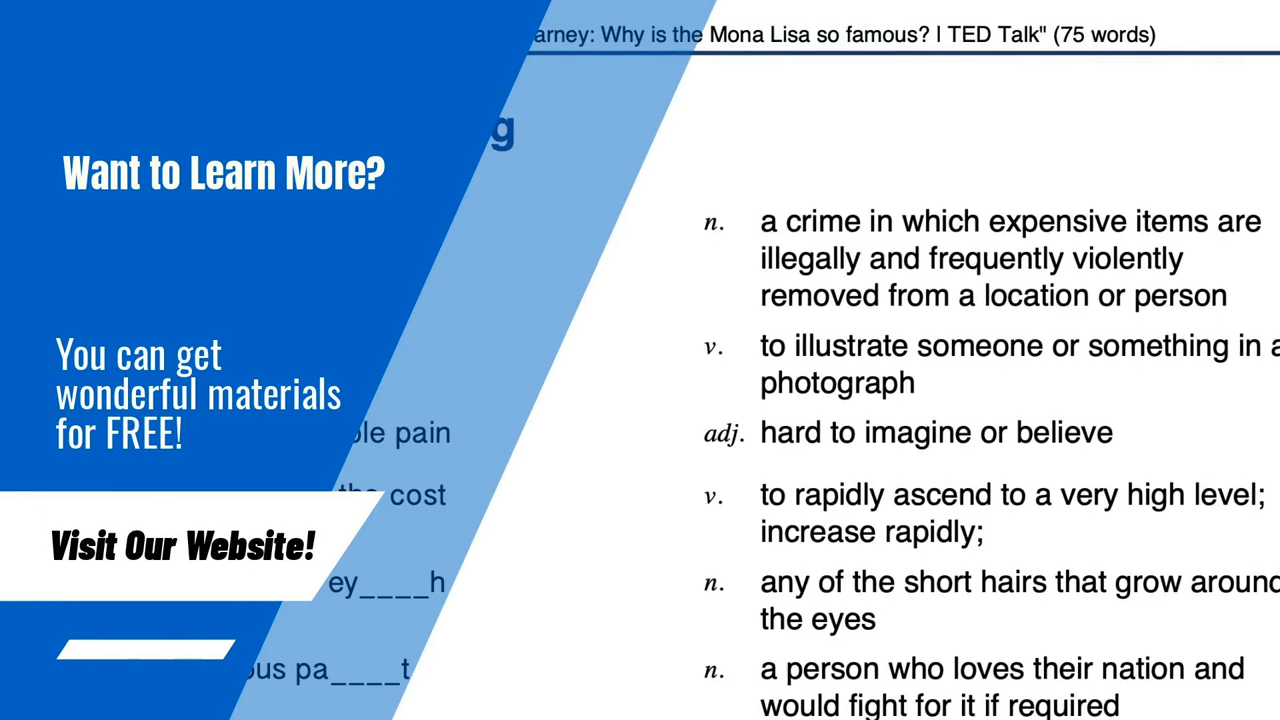 arney: Why is the Mona Lisa so famous? | TED Talk" (75 words)
g
Want to Learn More?
You can get
wonderful materials
for FREE!
Visit Our Website!
ble pain
the cost
ey____h
ous pa____t
n. a crime in which expensive items are
illegally and frequently violently
removed from a location or person
v. to illustrate someone or something in a
photograph
adj. hard to imagine or believe
v. to rapidly ascend to a very high level;
increase rapidly;
n. any of the short hairs that grow around
the eyes
n. a person who loves their nation and
would fight for it if required